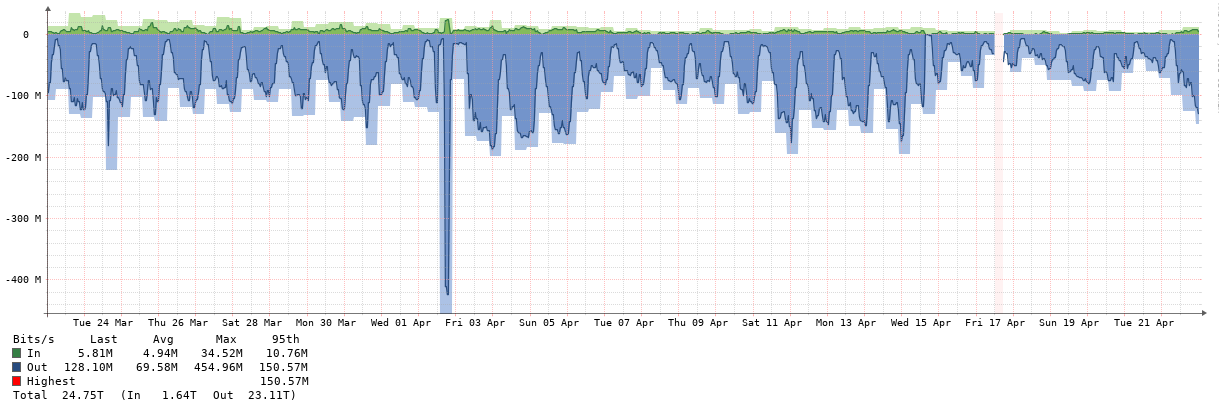 0
-100 M
-200 M
-300 M
-400 M
Tue 24 Mar Thu 26 Mar Sat 28 Mar Mon 30 Mar Wed 01 Apr Fri 03 Apr Sun 05 Apr Tue 07 Apr Thu 09 Apr Sat 11 Apr Mon 13 Apr Wed 15 Apr Fri 17 Apr Sun 19 Apr Tue 21 Apr
Bits/s Last Avg Max 95th
In 5.81M 4.94M 34.52M 10.76M
Out 128.10M 69.58M 454.96M 150.57M
Highest 150.57M
Total 24.75T (In 1.64T Out 23.11T)